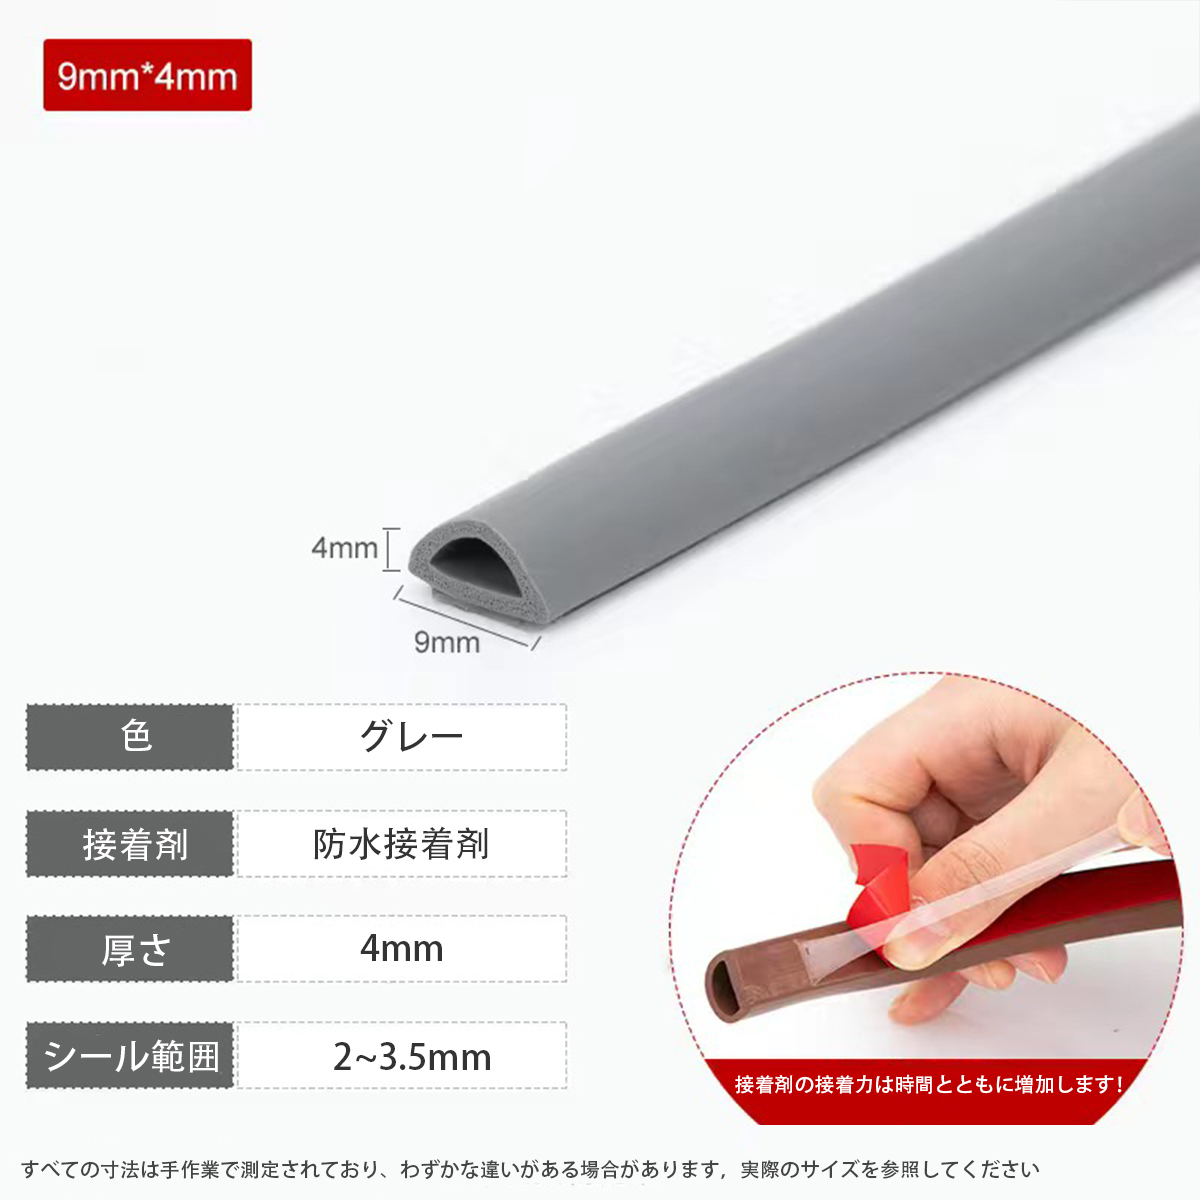 9mm*4mm
4mm
9mm
色
グレー
接着剤
防水接着剤
厚さ
4mm
シール範囲
2~3.5mm
接着剤の接着力は時間とともに増加します!
すべての寸法は手作業で測定されており、わずかな違いがある場合があります，実際のサイズを参照してください